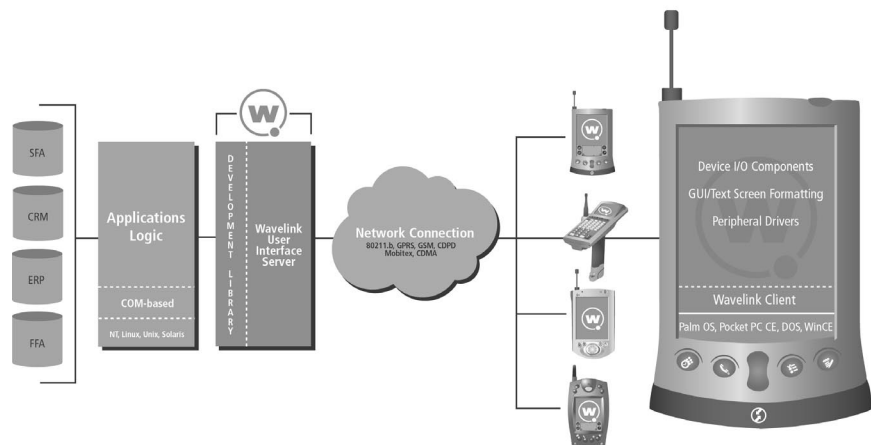 SFA
CRM
ERP
FFA
Applications
Logic
COM-based
NT, Linux, Unix, Solaris
W
DEVELOPMENT LIBRARY
Wavelink
User
Interface
Server
Network Connection
80211.b, GPRS, GSM, CDPD
Mobitex, CDMA
W
W
W
W
Device I/O Components
GUI/Text Screen Formatting
Peripheral Drivers
W
Wavelink Client
Palm OS, Pocket PC CE, DOS, WinCE